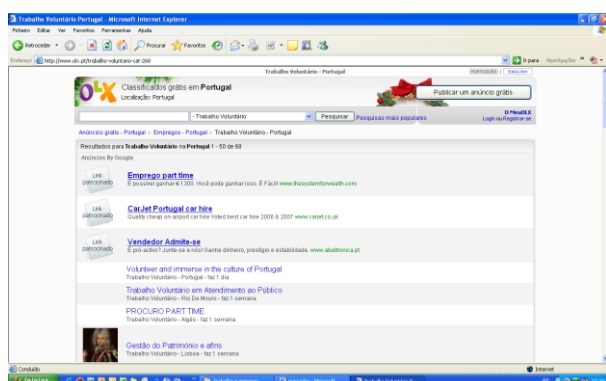 Trabalho Voluntário Portugal - Microsoft Internet Explorer
Ficheiro Editar Ver Favoritos Ferramentas Ajuda
Retroceder Procurar Favoritos
Endereço http://www.olx.pt/trabalho-voluntario-cat-268 Ir para Hiperligações
Trabalho Voluntário - Portugal PORTUGUÊS | ENGLISH
OLX
Classificados grátis em Portugal
Localização: Portugal
Publicar um anúncio grátis
- Trabalho Voluntário Pesquisar Pesquisas mais populares
O MeuOLX
Login ou Registrar-se
Anúncios gratis - Portugal > Empregos - Portugal > Trabalho Voluntário - Portugal
Resultados para Trabalho Voluntário na Portugal 1 - 50 de 68
Anúncios By Google
Link patrocinado
Emprego part time
É possível ganhar € 1300. Você pode ganhar isso. É Fácil! www.thesystemforwealth.com
Link patrocinado
CarJet Portugal car hire
Quality cheap on-airport car hire Voted best car hire 2006 & 2007 www.carjet.co.uk
Link patrocinado
Vendedor Admite-se
É pró-activo? Junte-se a nós! Ganhe dinheiro, prestígio e estabilidade. www.abeltronica.pt
Volunteer and immerse in the culture of Portugal
Trabalho Voluntário - Portugal - faz 1 dia
Trabalho Voluntário em Atendimento ao Público
Trabalho Voluntário - Rio De Mouro - faz 1 semana
PROCURO PART TIME
Trabalho Voluntário - Algés - faz 1 semana
Gestão do Património e afins
Trabalho Voluntário - Lisboa - faz 1 semana
Concluído Internet
Iniciar